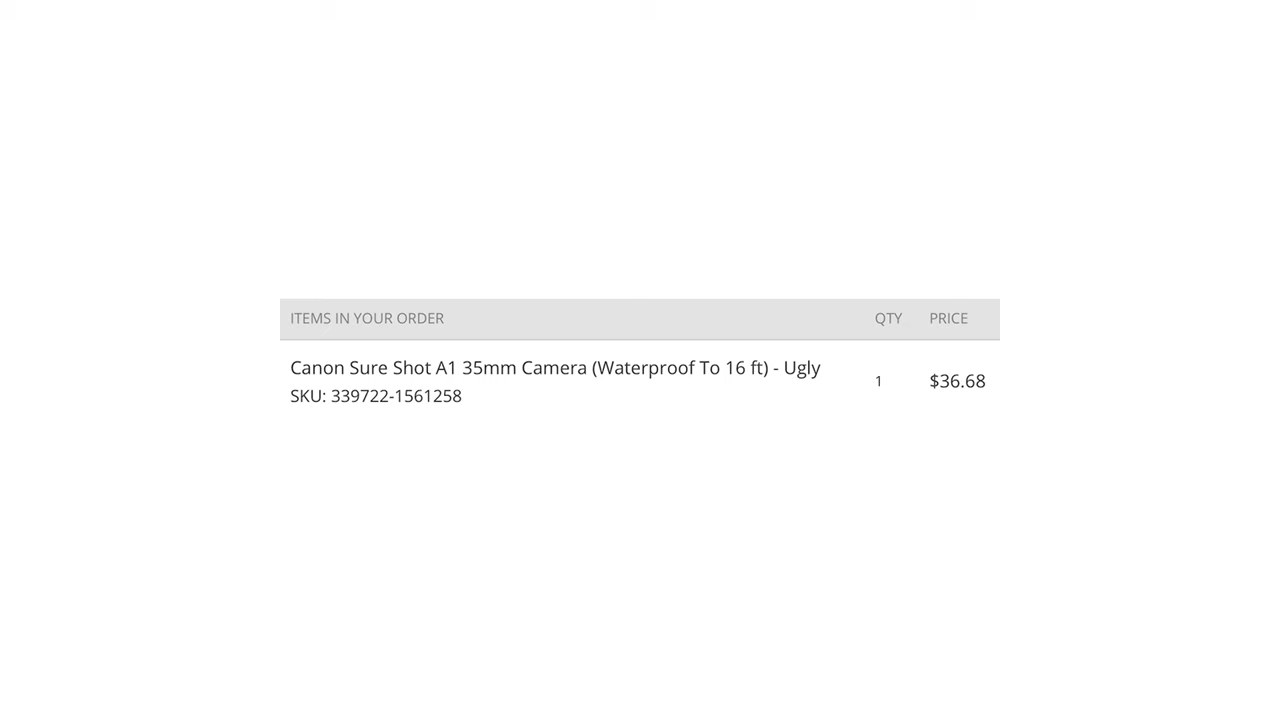 ITEMS IN YOUR ORDER QTY PRICE
Canon Sure Shot A1 35mm Camera (Waterproof To 16 ft) - Ugly
SKU: 339722-1561258
1 $36.68